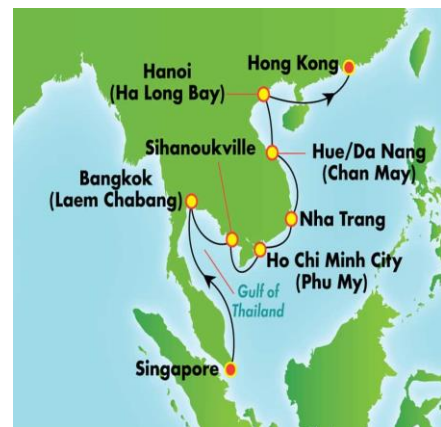 Hong Kong
Hanoi
(Ha Long Bay)
Sihanoukville
Hue/Da Nang
(Chan May)
Bangkok
(Laem Chabang)
Nha Trang
Ho Chi Minh City
(Phu My)
Gulf of
Thailand
Singapore